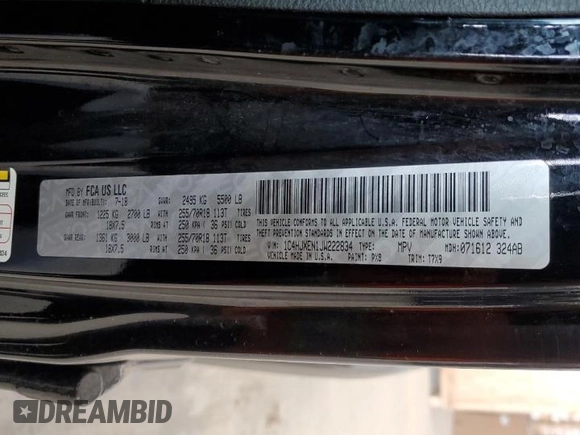 MFD BY FCA US LLC
DATE OF MFR(BUILT): 7-18 GVWR: 2495 KG 5500 LB
GAWR FRONT: 1225 KG 2700 LB WITH 255/70R18 113T TIRES
18X7.5 RIMS AT 250 KPA( 36 PSI) COLD
GAWR REAR: 1361 KG 3000 LB WITH 255/70R18 113T TIRES
18X7.5 RIMS AT 250 KPA( 36 PSI) COLD
THIS VEHICLE CONFORMS TO ALL APPLICABLE U.S.A. FEDERAL MOTOR VEHICLE SAFETY AND THEFT PREVENTION STANDARDS IN EFFECT ON THE DATE OF MANUFACTURE SHOWN ABOVE.
VIN: 1C4HJXEN1JW222834 TYPE: MPV MDH: 071612 324AB
VEHICLE MADE IN U.S.A. PAINT: PX8 TRIM: T7X9
DREAMBID